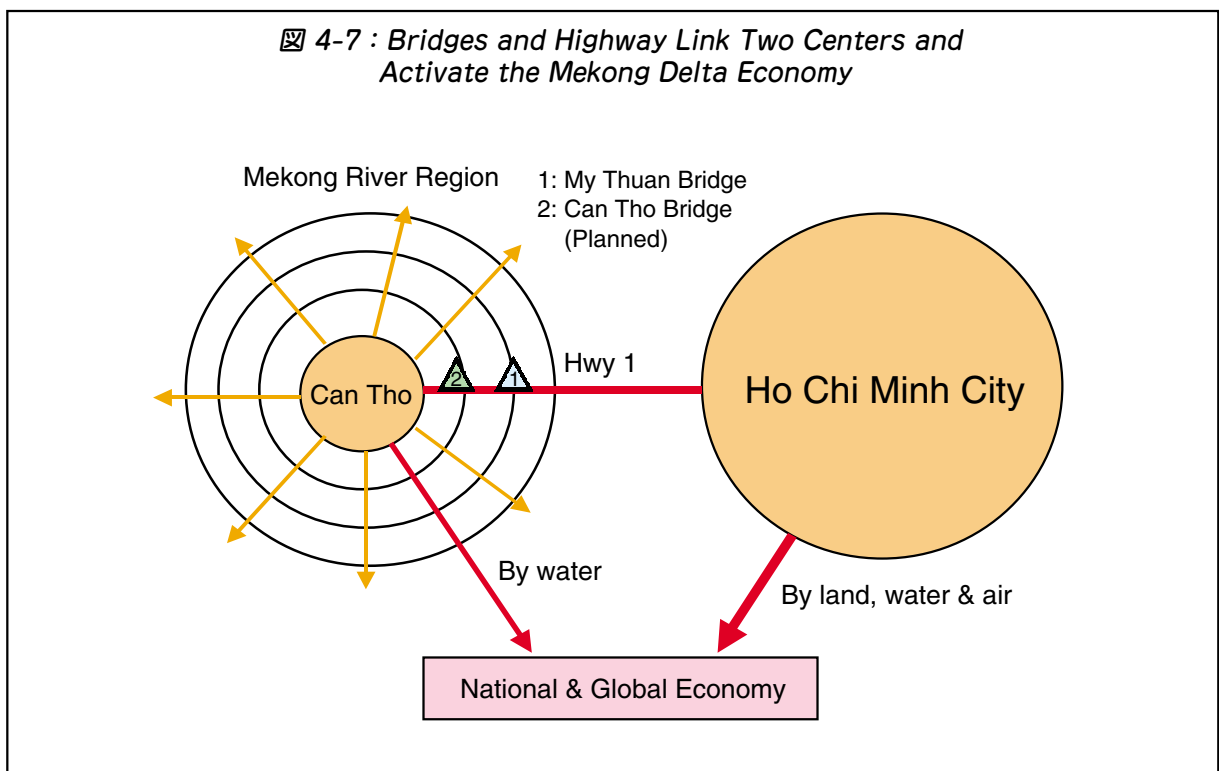 図 4-7 : Bridges and Highway Link Two Centers and
Activate the Mekong Delta Economy
Mekong River Region
1: My Thuan Bridge
2: Can Tho Bridge
(Planned)
Hwy 1
2
1
Can Tho
Ho Chi Minh City
By water
By land, water & air
National & Global Economy